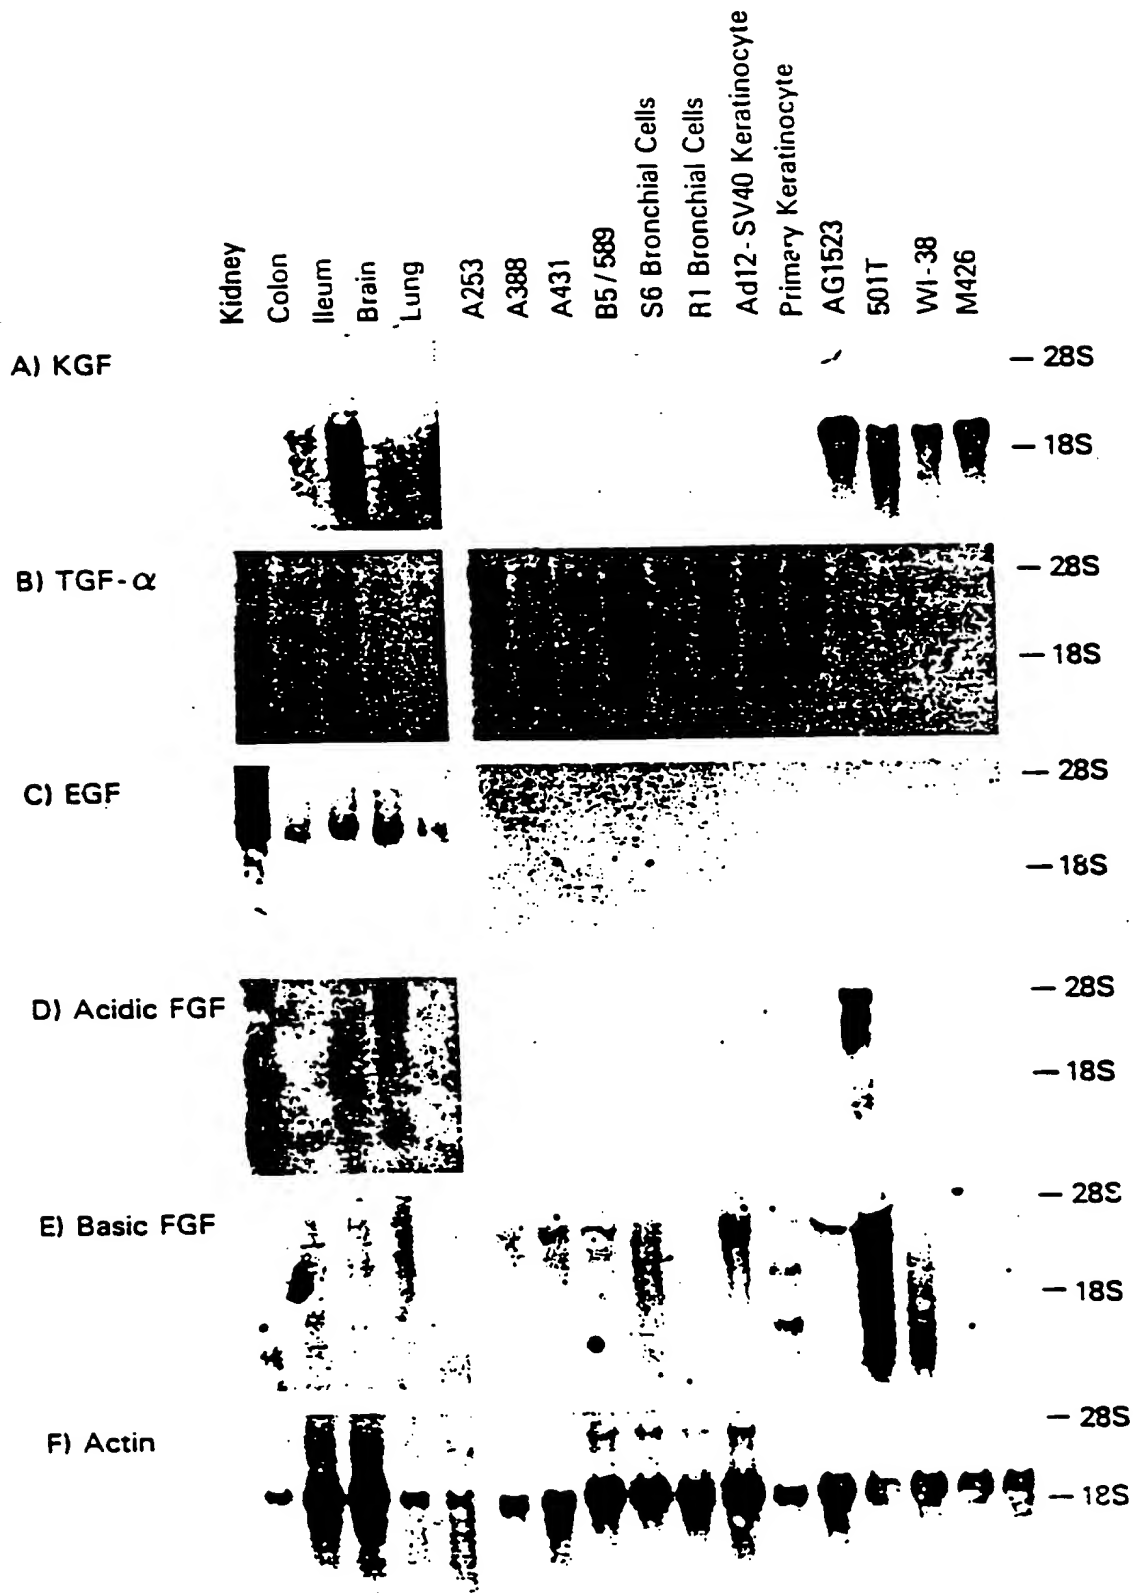 Kidney
Colon
Ileum
Brain
Lung
A253
A388
A431
B5/589
S6 Bronchial Cells
R1 Bronchial Cells
Ad12-SV40 Keratinocyte
Primary Keratinocyte
AG1523
501T
WI-38
M426
A) KGF
— 28S
— 18S
B) TGF-α
— 28S
— 18S
C) EGF
— 28S
— 18S
D) Acidic FGF
— 28S
— 18S
E) Basic FGF
— 28S
— 18S
F) Actin
— 28S
— 18S